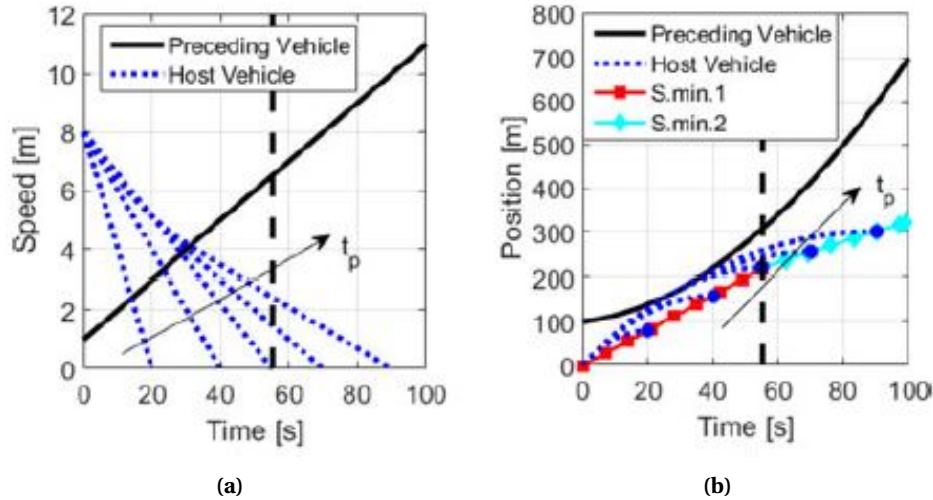 12
10
8
6
4
2
0
Speed [m]
Preceding Vehicle
Host Vehicle
t_p
0 20 40 60 80 100
Time [s]
(a)
800
700
600
500
400
300
200
100
0
Position [m]
Preceding Vehicle
Host Vehicle
S.min.1
S.min.2
t_p
0 20 40 60 80 100
Time [s]
(b)